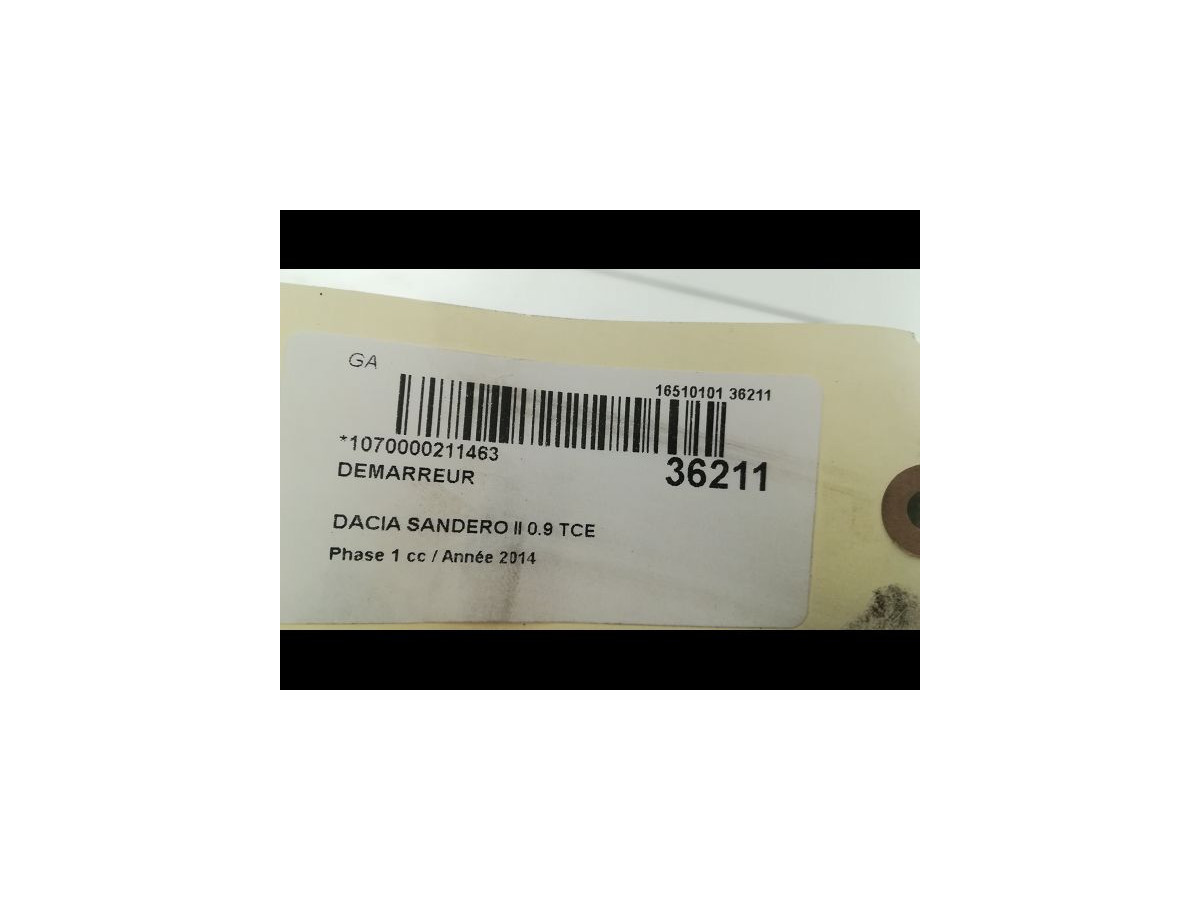 GA
16510101 36211
*1070000211463
36211
DEMARREUR
DACIA SANDERO II 0.9 TCE
Phase 1 cc / Année 2014